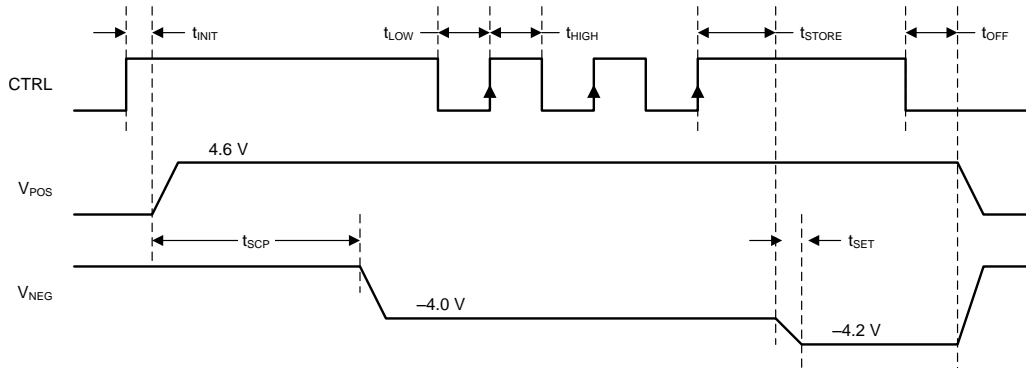 tINIT
tLOW
tHIGH
tSTORE
tOFF
CTRL
4.6 V
VPOS
tSCP
tSET
VNEG
–4.0 V
–4.2 V